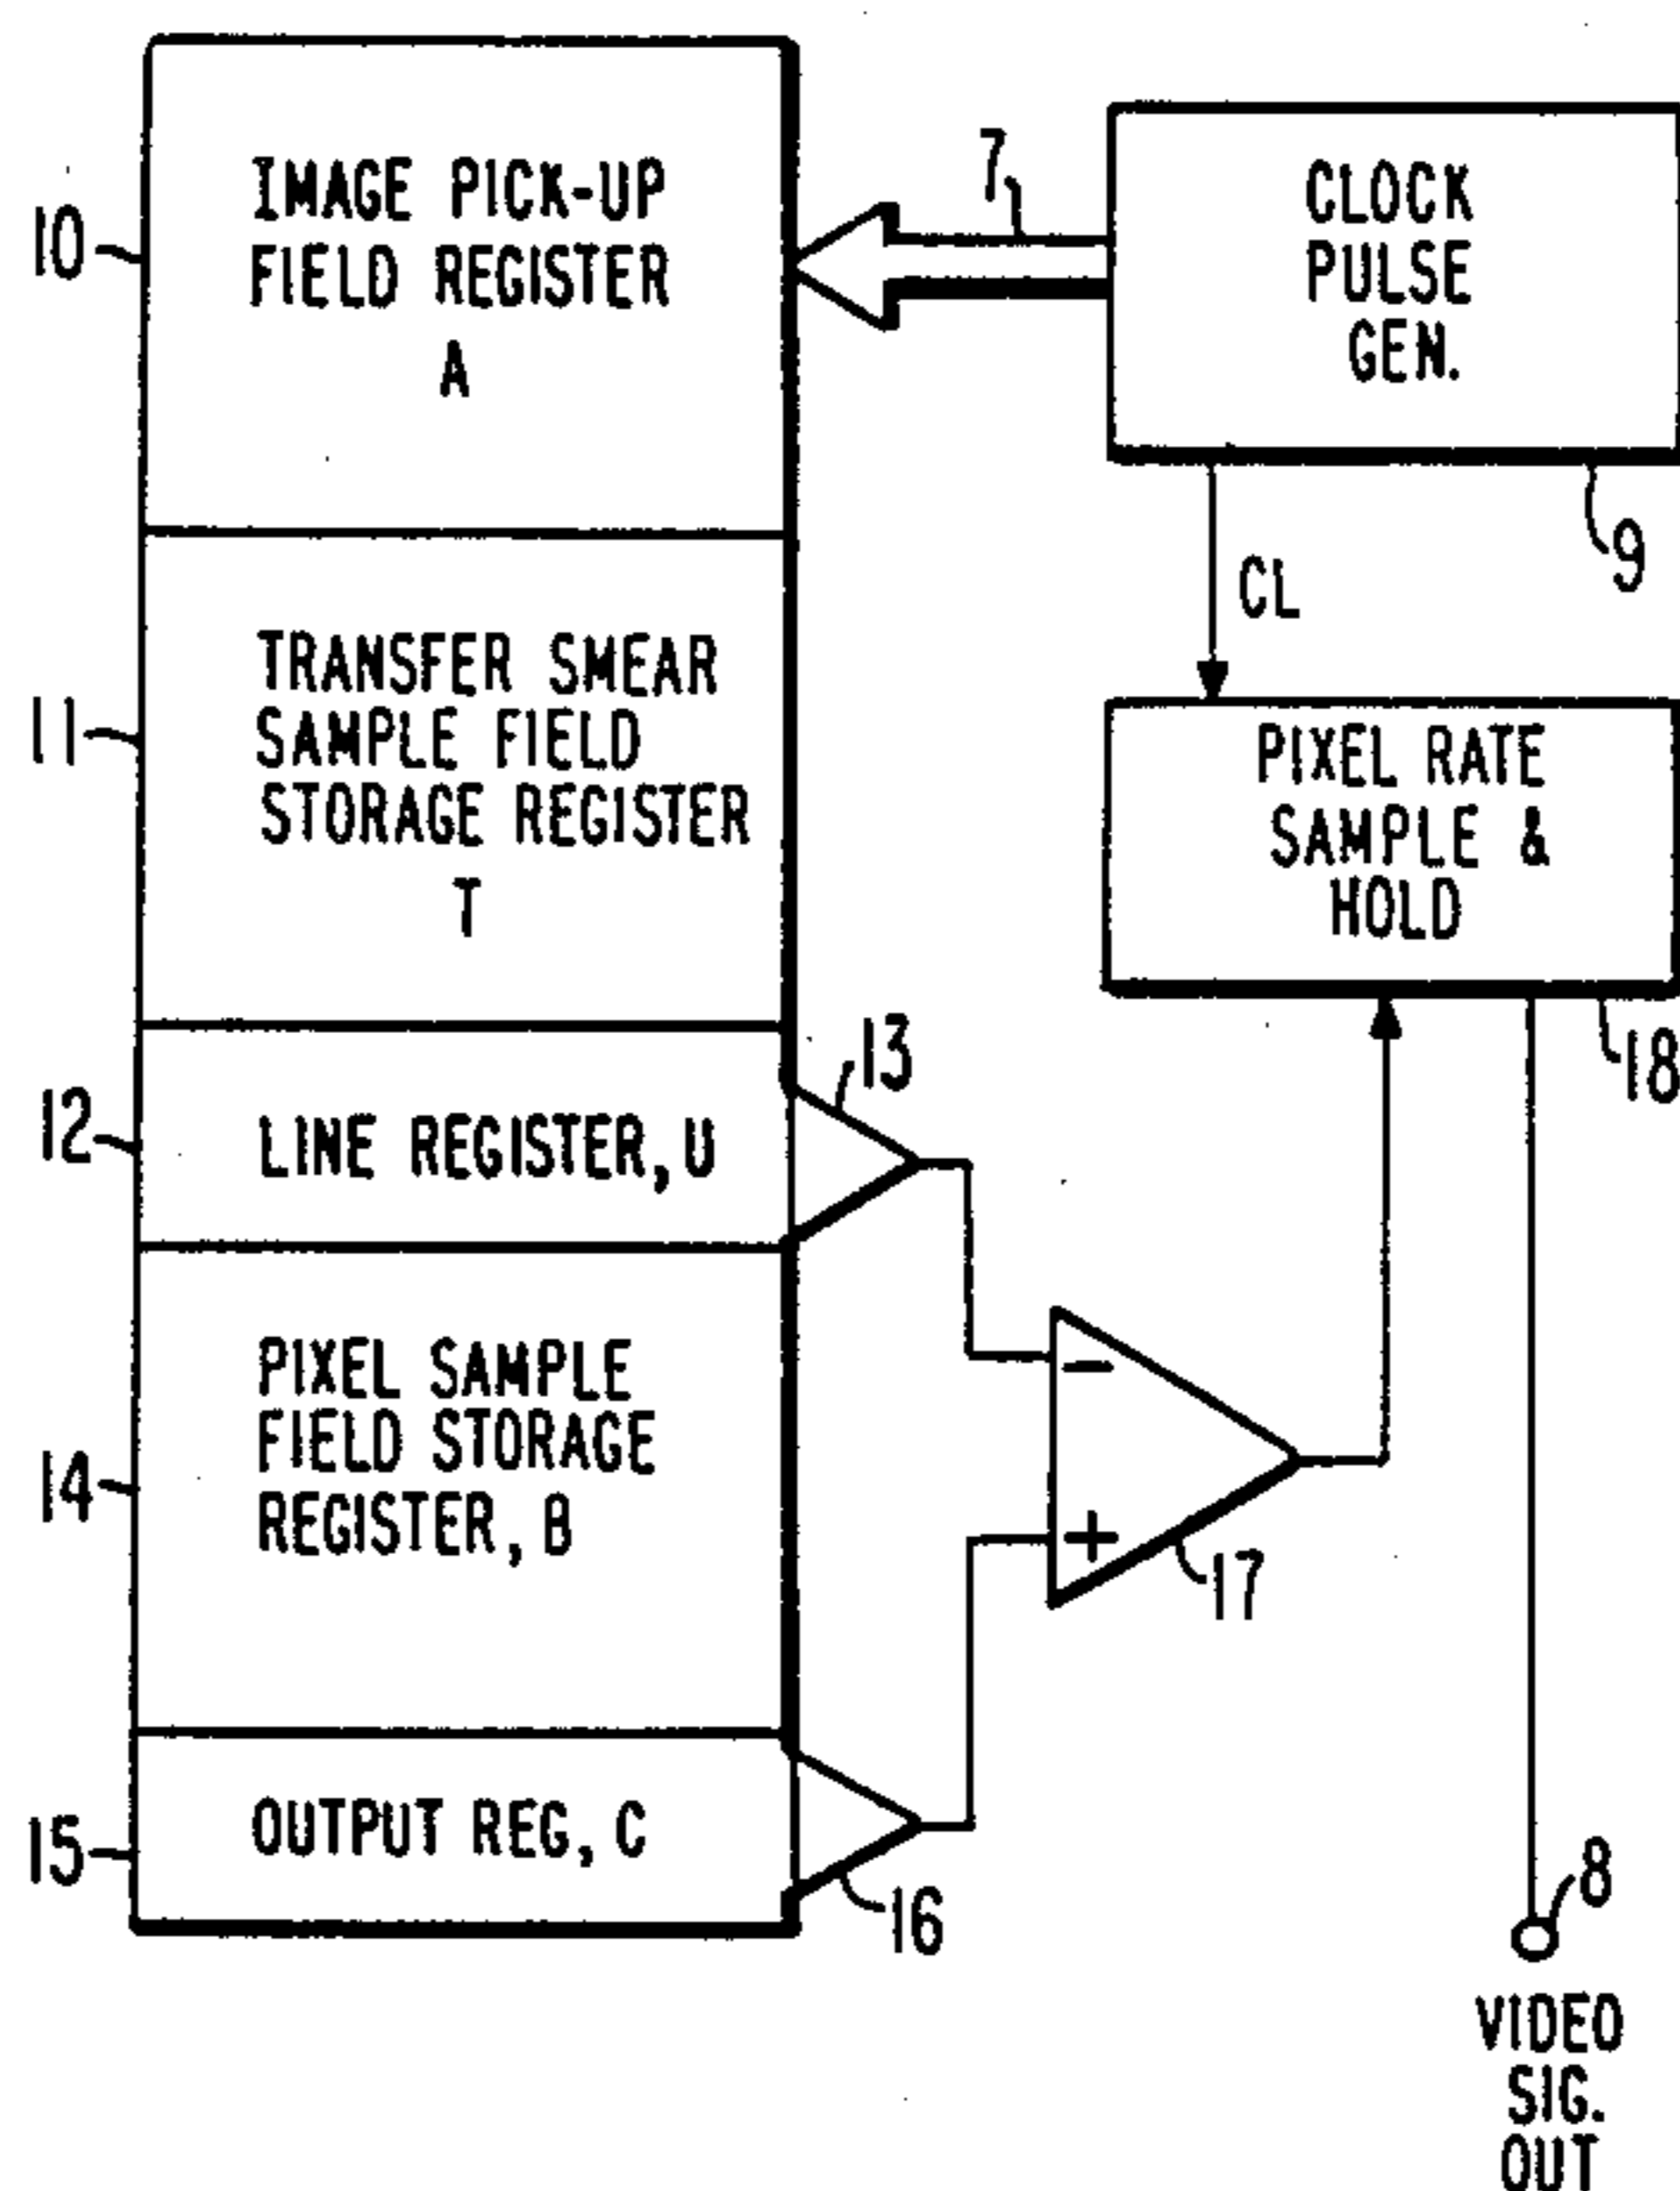 10
IMAGE PICK-UP
FIELD REGISTER
A
7
CLOCK
PULSE
GEN.
9
CL
11
TRANSFER SMEAR
SAMPLE FIELD
STORAGE REGISTER
T
PIXEL RATE
SAMPLE &
HOLD
18
12
LINE REGISTER, U
13
14
PIXEL SAMPLE
FIELD STORAGE
REGISTER, B
−
+
17
15
OUTPUT REG, C
16
8
VIDEO
SIG.
OUT